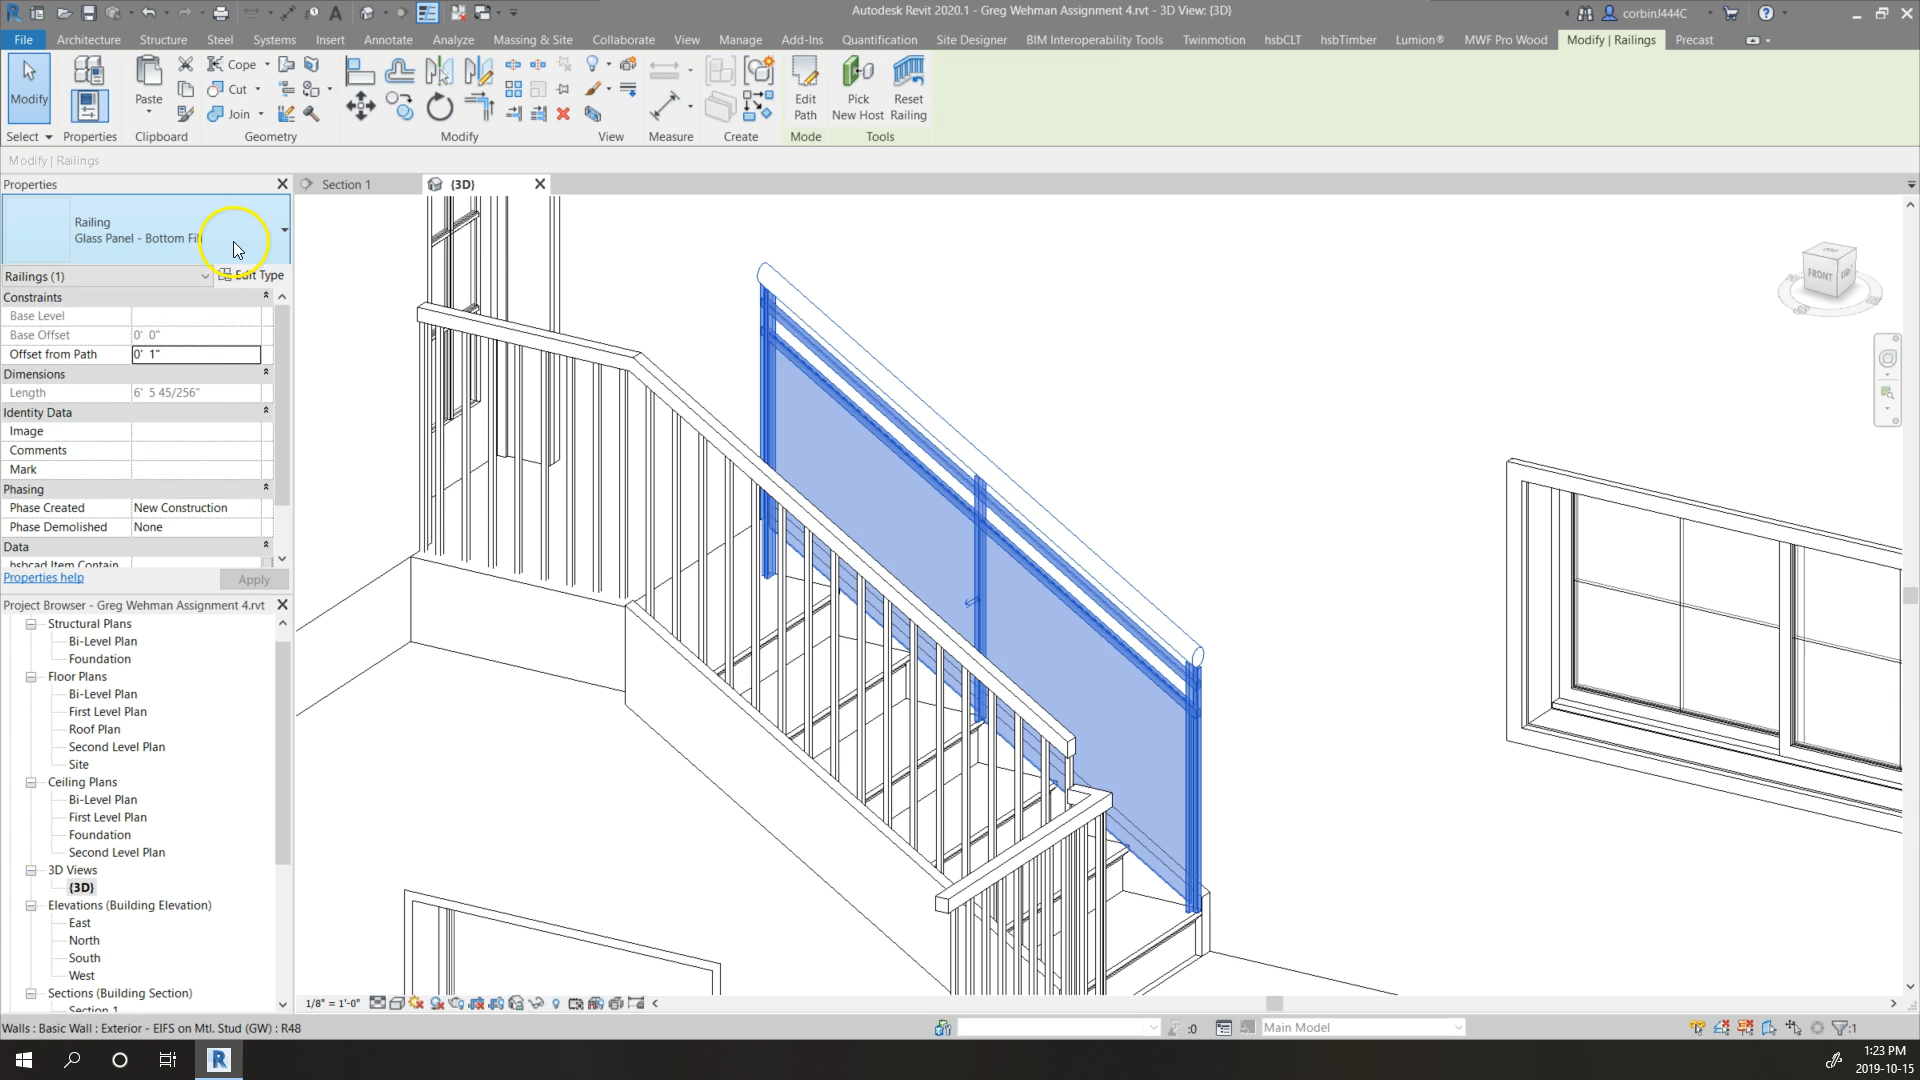 Autodesk Revit 2020.1 - Greg Wehman Assignment 4.rvt - 3D View: {3D}
corbinJ444C
File Architecture Structure Steel Systems Insert Annotate Analyze Massing & Site Collaborate View Manage Add-Ins Quantification Site Designer BIM Interoperability Tools Twinmotion hsbCLT hsbTimber Lumion® MWF Pro Wood Modify | Railings Precast
Cope
Cut
Join
Modify
Paste
Edit Path
Pick New Host
Reset Railing
Select Properties Clipboard Geometry Modify View Measure Create Mode Tools
Modify | Railings
Properties
Section 1
{3D}
Railing
Glass Panel - Bottom Fill
Railings (1)
Edit Type
Constraints
Base Level
Base Offset 0' 0"
Offset from Path 0' 1"
Dimensions
Length 6' 5 45/256"
Identity Data
Image
Comments
Mark
Phasing
Phase Created New Construction
Phase Demolished None
Data
hsbcad Item Contain
Properties help
Apply
FRONT
Project Browser - Greg Wehman Assignment 4.rvt
Structural Plans
Bi-Level Plan
Foundation
Floor Plans
Bi-Level Plan
First Level Plan
Roof Plan
Second Level Plan
Site
Ceiling Plans
Bi-Level Plan
First Level Plan
Foundation
Second Level Plan
3D Views
{3D}
Elevations (Building Elevation)
East
North
South
West
Sections (Building Section)
Section 1
1/8" = 1'-0"
Walls : Basic Wall : Exterior - EIFS on Mtl. Stud (GW) : R48
:0
Main Model
:1
1:23 PM
2019-10-15